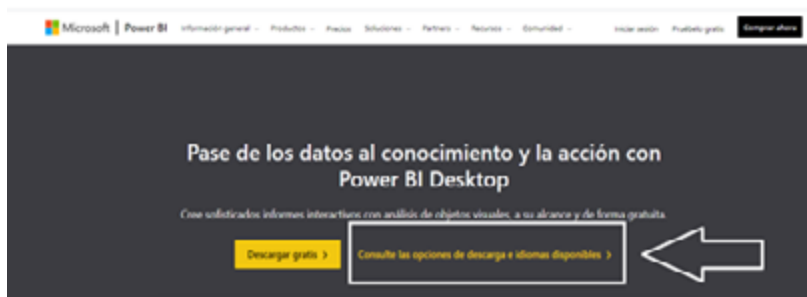 Microsoft | Power BI Información general Productos Precios Soluciones Partners Recursos Comunidad Iniciar sesión Pruébelo gratis Comprar ahora
Pase de los datos al conocimiento y la acción con
Power BI Desktop
Cree sofisticados informes interactivos con análisis de objetos visuales, a su alcance y de forma gratuita.
Descargar gratis > Consulte las opciones de descarga e idiomas disponibles >